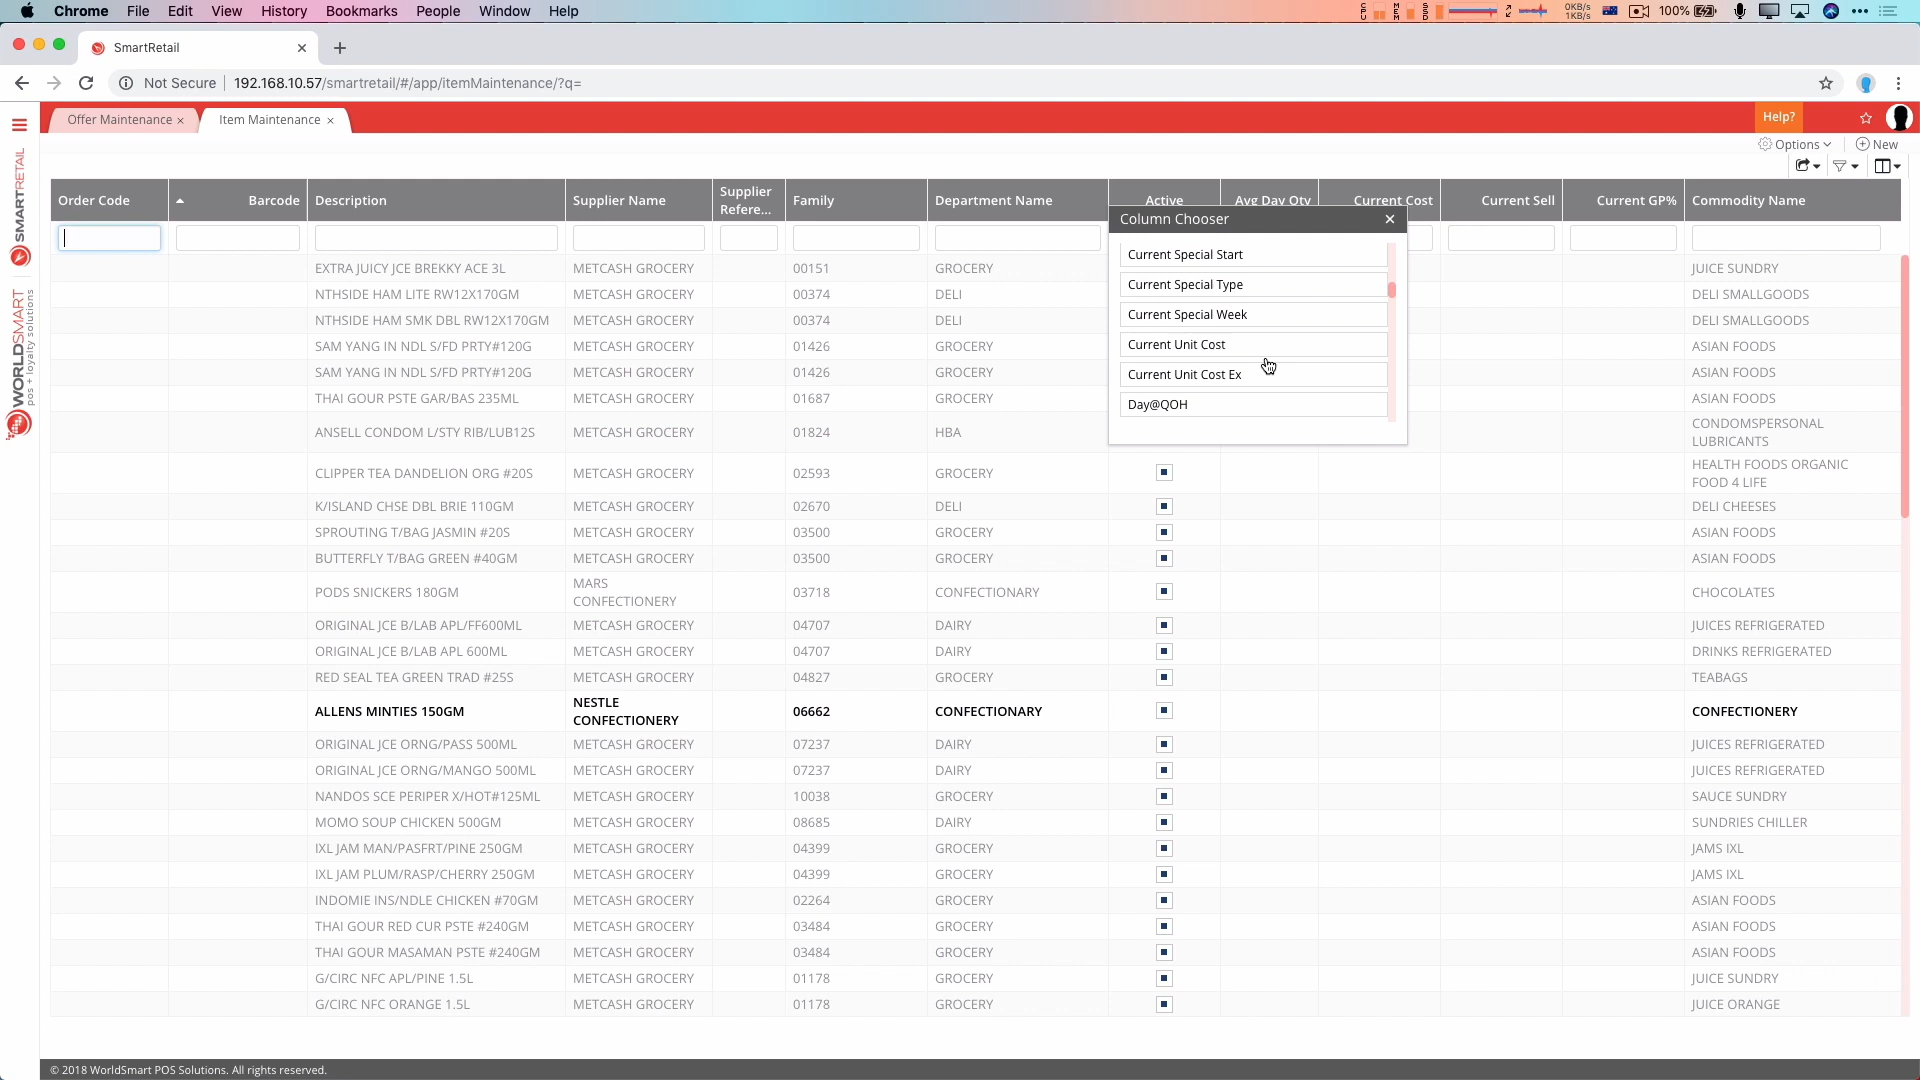 Chrome File Edit View History Bookmarks People Window Help
CPU MEM SSD 0KB/s 1KB/s 100%
SmartRetail
Not Secure 192.168.10.57/smartretail/#/app/itemMaintenance/?q=
Offer Maintenance × Item Maintenance × Help?
Options New
SMARTRETAIL
WORLDSMART
pos + loyalty solutions
Order Code Barcode Description Supplier Name Supplier Refere... Family Department Name Active Avg Day Qty Current Cost Current Sell Current GP% Commodity Name
Column Chooser
Current Special Start
Current Special Type
Current Special Week
Current Unit Cost
Current Unit Cost Ex
Day@QOH
EXTRA JUICY JCE BREKKY ACE 3L METCASH GROCERY 00151 GROCERY JUICE SUNDRY
NTHSIDE HAM LITE RW12X170GM METCASH GROCERY 00374 DELI DELI SMALLGOODS
NTHSIDE HAM SMK DBL RW12X170GM METCASH GROCERY 00374 DELI DELI SMALLGOODS
SAM YANG IN NDL S/FD PRTY#120G METCASH GROCERY 01426 GROCERY ASIAN FOODS
SAM YANG IN NDL S/FD PRTY#120G METCASH GROCERY 01426 GROCERY ASIAN FOODS
THAI GOUR PSTE GAR/BAS 235ML METCASH GROCERY 01687 GROCERY ASIAN FOODS
ANSELL CONDOM L/STY RIB/LUB12S METCASH GROCERY 01824 HBA CONDOMSPERSONAL LUBRICANTS
CLIPPER TEA DANDELION ORG #20S METCASH GROCERY 02593 GROCERY HEALTH FOODS ORGANIC FOOD 4 LIFE
K/ISLAND CHSE DBL BRIE 110GM METCASH GROCERY 02670 DELI DELI CHEESES
SPROUTING T/BAG JASMIN #20S METCASH GROCERY 03500 GROCERY ASIAN FOODS
BUTTERFLY T/BAG GREEN #40GM METCASH GROCERY 03500 GROCERY ASIAN FOODS
PODS SNICKERS 180GM MARS CONFECTIONERY 03718 CONFECTIONARY CHOCOLATES
ORIGINAL JCE B/LAB APL/FF600ML METCASH GROCERY 04707 DAIRY JUICES REFRIGERATED
ORIGINAL JCE B/LAB APL 600ML METCASH GROCERY 04707 DAIRY DRINKS REFRIGERATED
RED SEAL TEA GREEN TRAD #25S METCASH GROCERY 04827 GROCERY TEABAGS
ALLENS MINTIES 150GM NESTLE CONFECTIONERY 06662 CONFECTIONARY CONFECTIONERY
ORIGINAL JCE ORNG/PASS 500ML METCASH GROCERY 07237 DAIRY JUICES REFRIGERATED
ORIGINAL JCE ORNG/MANGO 500ML METCASH GROCERY 07237 DAIRY JUICES REFRIGERATED
NANDOS SCE PERIPER X/HOT#125ML METCASH GROCERY 10038 GROCERY SAUCE SUNDRY
MOMO SOUP CHICKEN 500GM METCASH GROCERY 08685 DAIRY SUNDRIES CHILLER
IXL JAM MAN/PASFRT/PINE 250GM METCASH GROCERY 04399 GROCERY JAMS IXL
IXL JAM PLUM/RASP/CHERRY 250GM METCASH GROCERY 04399 GROCERY JAMS IXL
INDOMIE INS/NDLE CHICKEN #70GM METCASH GROCERY 02264 GROCERY ASIAN FOODS
THAI GOUR RED CUR PSTE #240GM METCASH GROCERY 03484 GROCERY ASIAN FOODS
THAI GOUR MASAMAN PSTE #240GM METCASH GROCERY 03484 GROCERY ASIAN FOODS
G/CIRC NFC APL/PINE 1.5L METCASH GROCERY 01178 GROCERY JUICE SUNDRY
G/CIRC NFC ORANGE 1.5L METCASH GROCERY 01178 GROCERY JUICE ORANGE
© 2018 WorldSmart POS Solutions. All rights reserved.